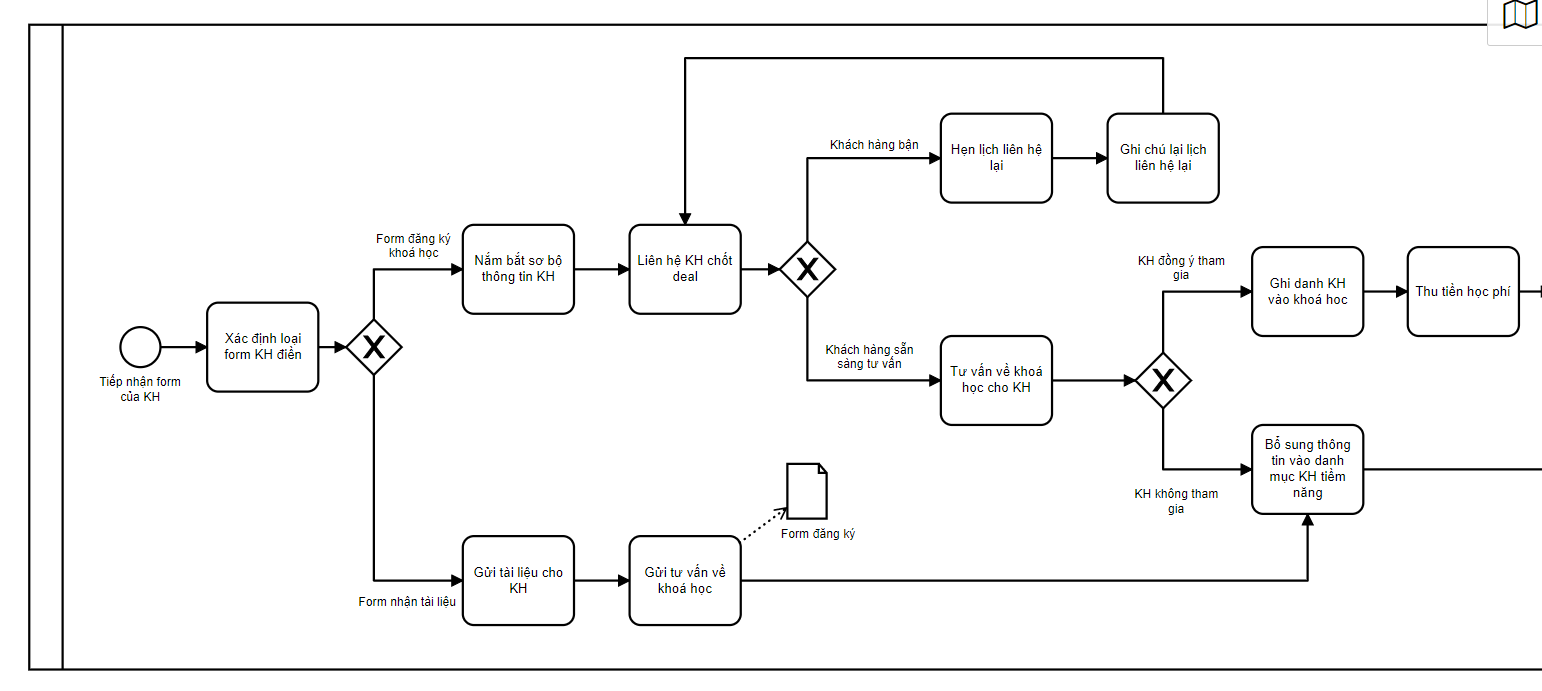 Khách hàng bận
Hẹn lịch liên hệ
lại
Ghi chú lại lịch
liên hệ lại
Form đăng ký
khoá học
Nắm bắt sơ bộ
thông tin KH
Liên hệ KH chốt
deal
KH đồng ý tham
gia
Ghi danh KH
vào khoá hoc
Thu tiền học phí
Xác định loại
form KH điền
Tiếp nhận form
của KH
Khách hàng sẵn
sàng tư vấn
Tư vấn về khoá
học cho KH
Bổ sung thông
tin vào danh
mục KH tiềm
năng
KH không tham
gia
Form đăng ký
Gửi tài liệu cho
KH
Gửi tư vấn về
khoá học
Form nhận tài liệu